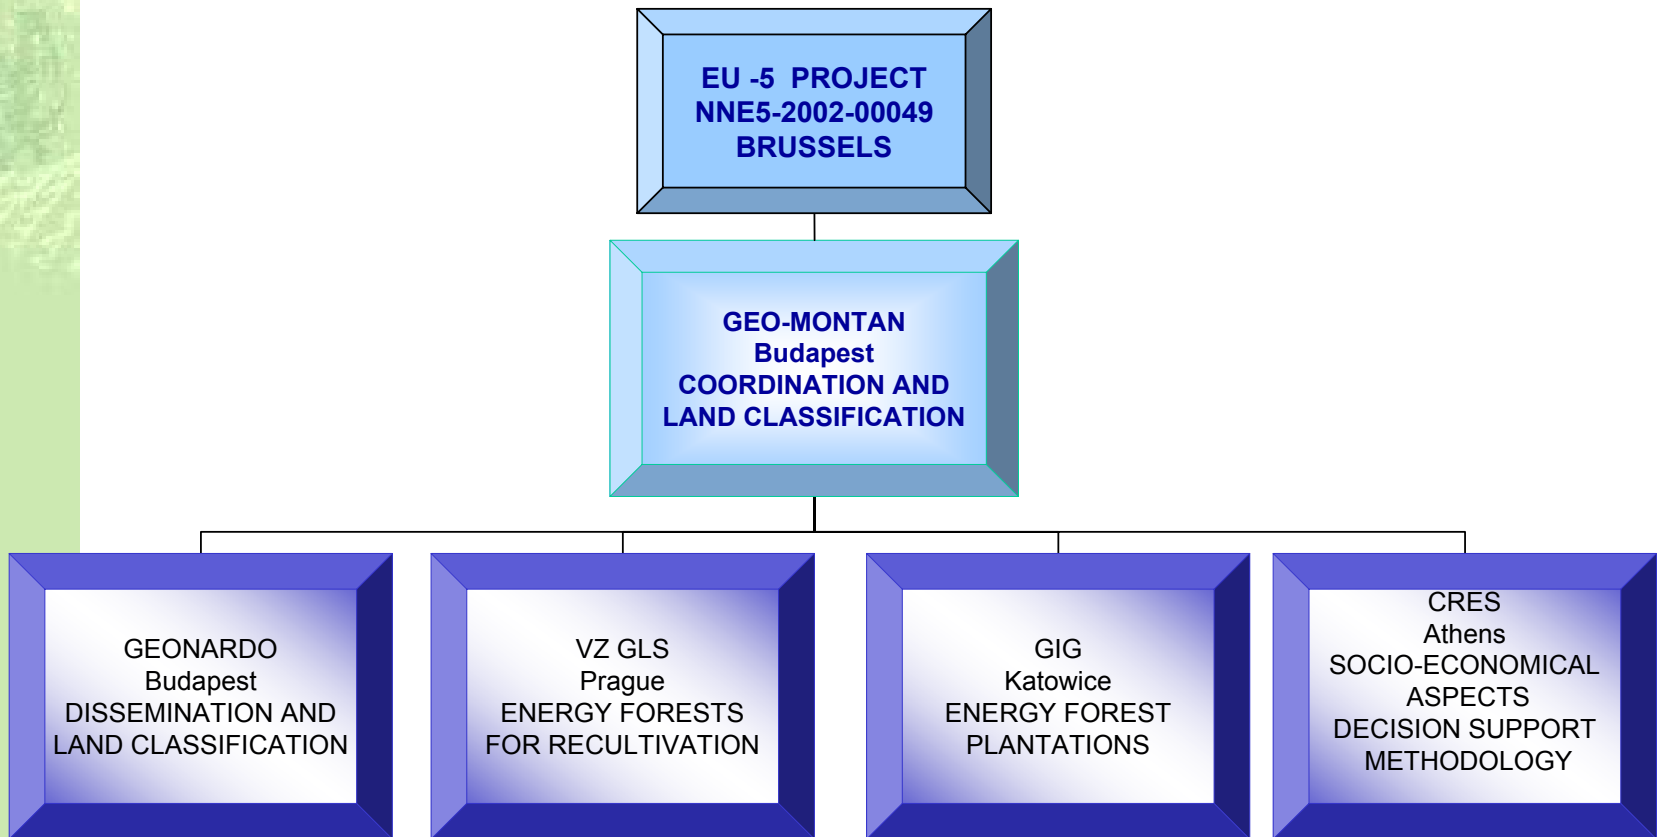 EU -5 PROJECT
NNE5-2002-00049
BRUSSELS
GEO-MONTAN
Budapest
COORDINATION AND
LAND CLASSIFICATION
GEONARDO
Budapest
DISSEMINATION AND
LAND CLASSIFICATION
VZ GLS
Prague
ENERGY FORESTS
FOR RECULTIVATION
GIG
Katowice
ENERGY FOREST
PLANTATIONS
CRES
Athens
SOCIO-ECONOMICAL
ASPECTS
DECISION SUPPORT
METHODOLOGY